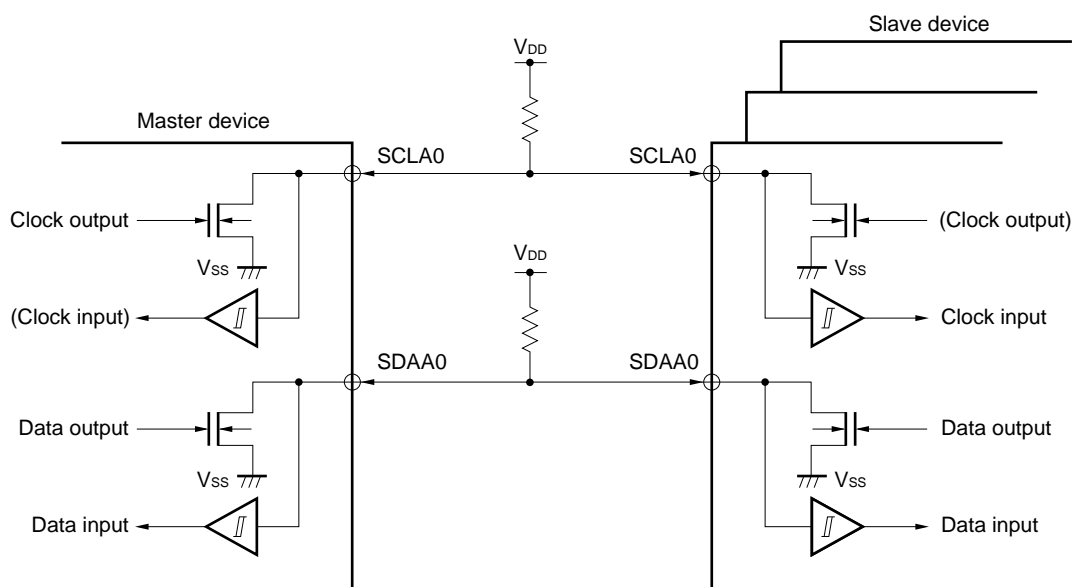 Slave device
VDD
Master device
SCLA0
SCLA0
Clock output
(Clock output)
VSS
VSS
VDD
(Clock input)
Clock input
SDAA0
SDAA0
Data output
Data output
VSS
VSS
Data input
Data input